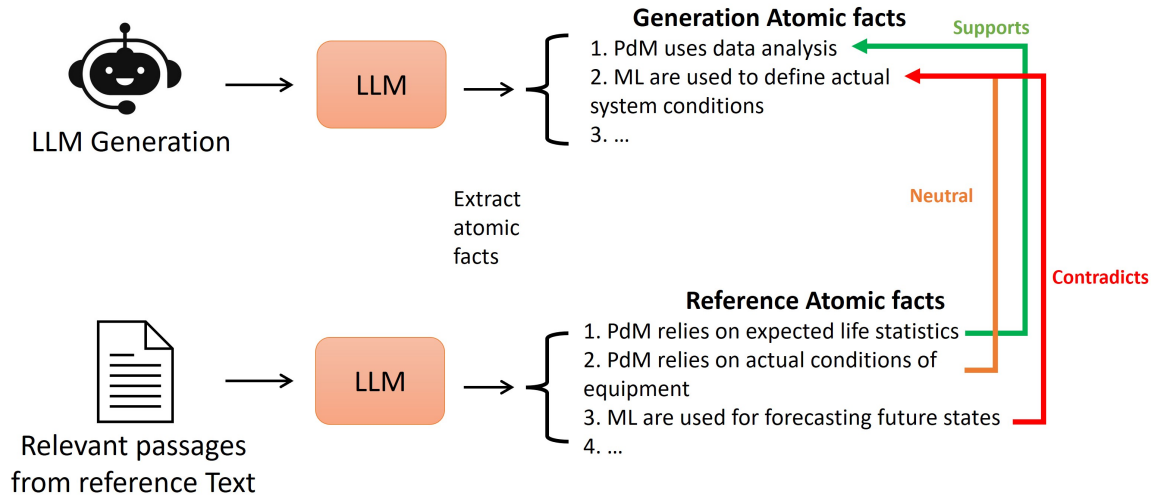 Generation Atomic facts
Supports
1. PdM uses data analysis
2. ML are used to define actual
system conditions
3. ...
LLM
LLM Generation
Extract
atomic
facts
Neutral
Contradicts
Reference Atomic facts
1. PdM relies on expected life statistics
2. PdM relies on actual conditions of
equipment
3. ML are used for forecasting future states
4. ...
LLM
Relevant passages
from reference Text